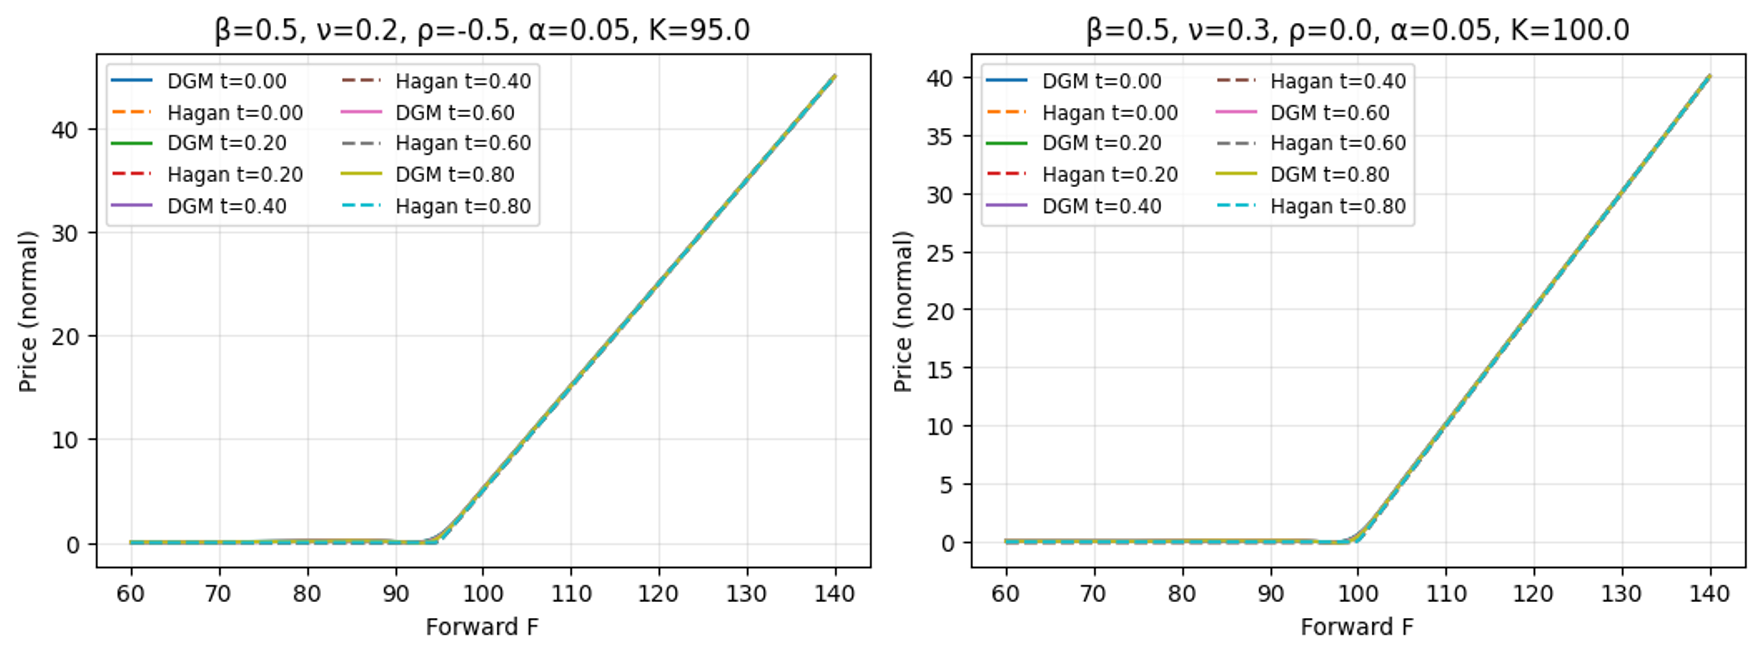 β=0.5, ν=0.2, ρ=-0.5, α=0.05, K=95.0
DGM t=0.00
Hagan t=0.00
DGM t=0.20
Hagan t=0.20
DGM t=0.40
Hagan t=0.40
DGM t=0.60
Hagan t=0.60
DGM t=0.80
Hagan t=0.80
Price (normal)
40
30
20
10
0
60 70 80 90 100 110 120 130 140
Forward F
β=0.5, ν=0.3, ρ=0.0, α=0.05, K=100.0
DGM t=0.00
Hagan t=0.00
DGM t=0.20
Hagan t=0.20
DGM t=0.40
Hagan t=0.40
DGM t=0.60
Hagan t=0.60
DGM t=0.80
Hagan t=0.80
Price (normal)
40
35
30
25
20
15
10
5
0
60 70 80 90 100 110 120 130 140
Forward F